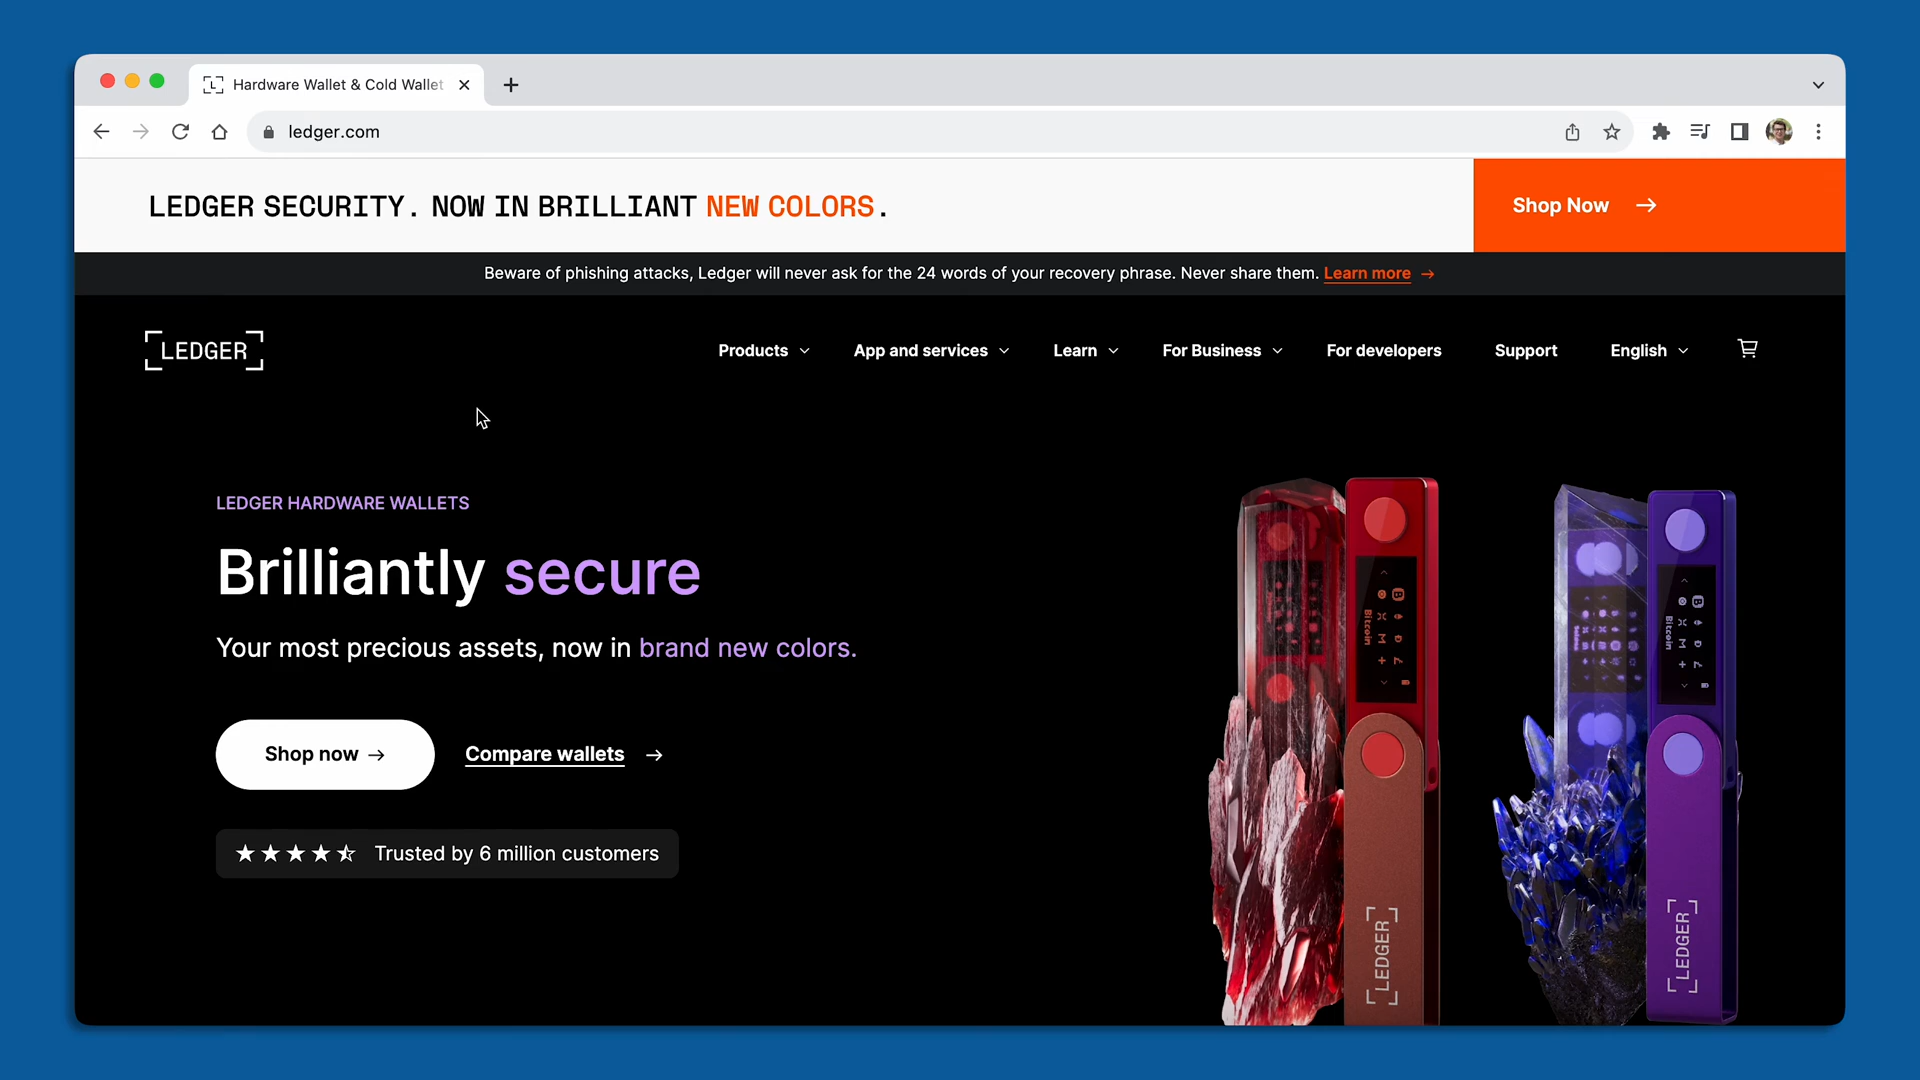 Hardware Wallet & Cold Wallet
ledger.com
LEDGER SECURITY. NOW IN BRILLIANT NEW COLORS.
Shop Now →
Beware of phishing attacks, Ledger will never ask for the 24 words of your recovery phrase. Never share them. Learn more →
LEDGER
Products
App and services
Learn
For Business
For developers
Support
English
LEDGER HARDWARE WALLETS
Brilliantly secure
Your most precious assets, now in brand new colors.
Shop now →
Compare wallets →
Trusted by 6 million customers
Bitcoin
LEDGER
Bitcoin
LEDGER